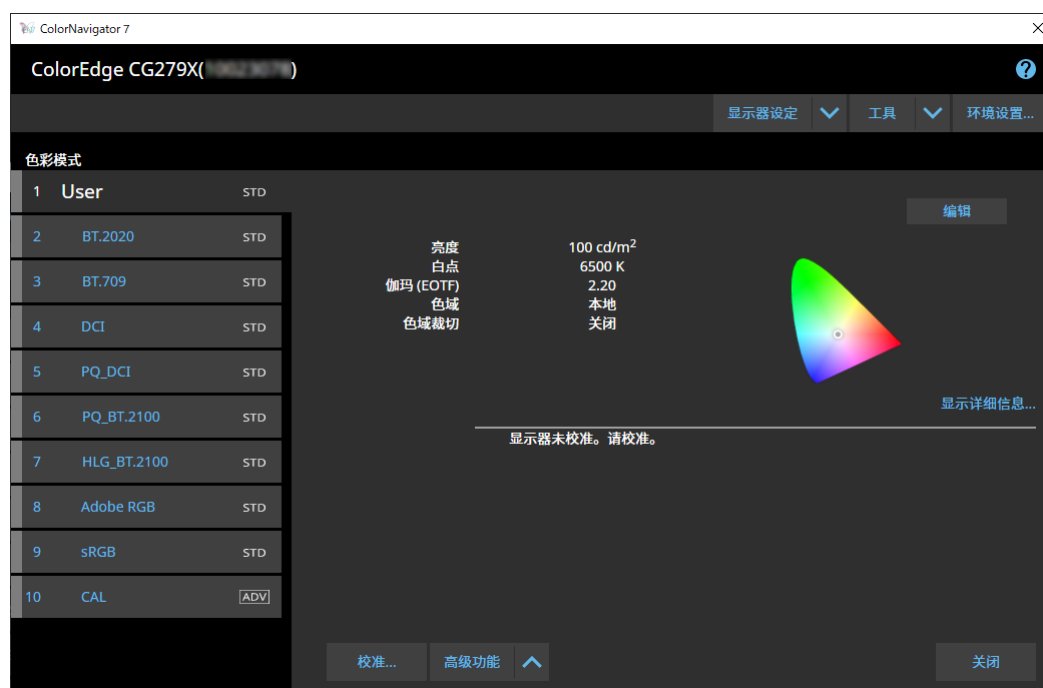 ColorNavigator 7
ColorEdge CG279X( )
显示器设定 工具 环境设置...
色彩模式
1 User STD
2 BT.2020 STD
3 BT.709 STD
4 DCI STD
5 PQ_DCI STD
6 PQ_BT.2100 STD
7 HLG_BT.2100 STD
8 Adobe RGB STD
9 sRGB STD
10 CAL ADV
编辑
亮度 100 cd/m²
白点 6500 K
伽玛 (EOTF) 2.20
色域 本地
色域裁切 关闭
显示详细信息...
显示器未校准。请校准。
校准... 高级功能 关闭